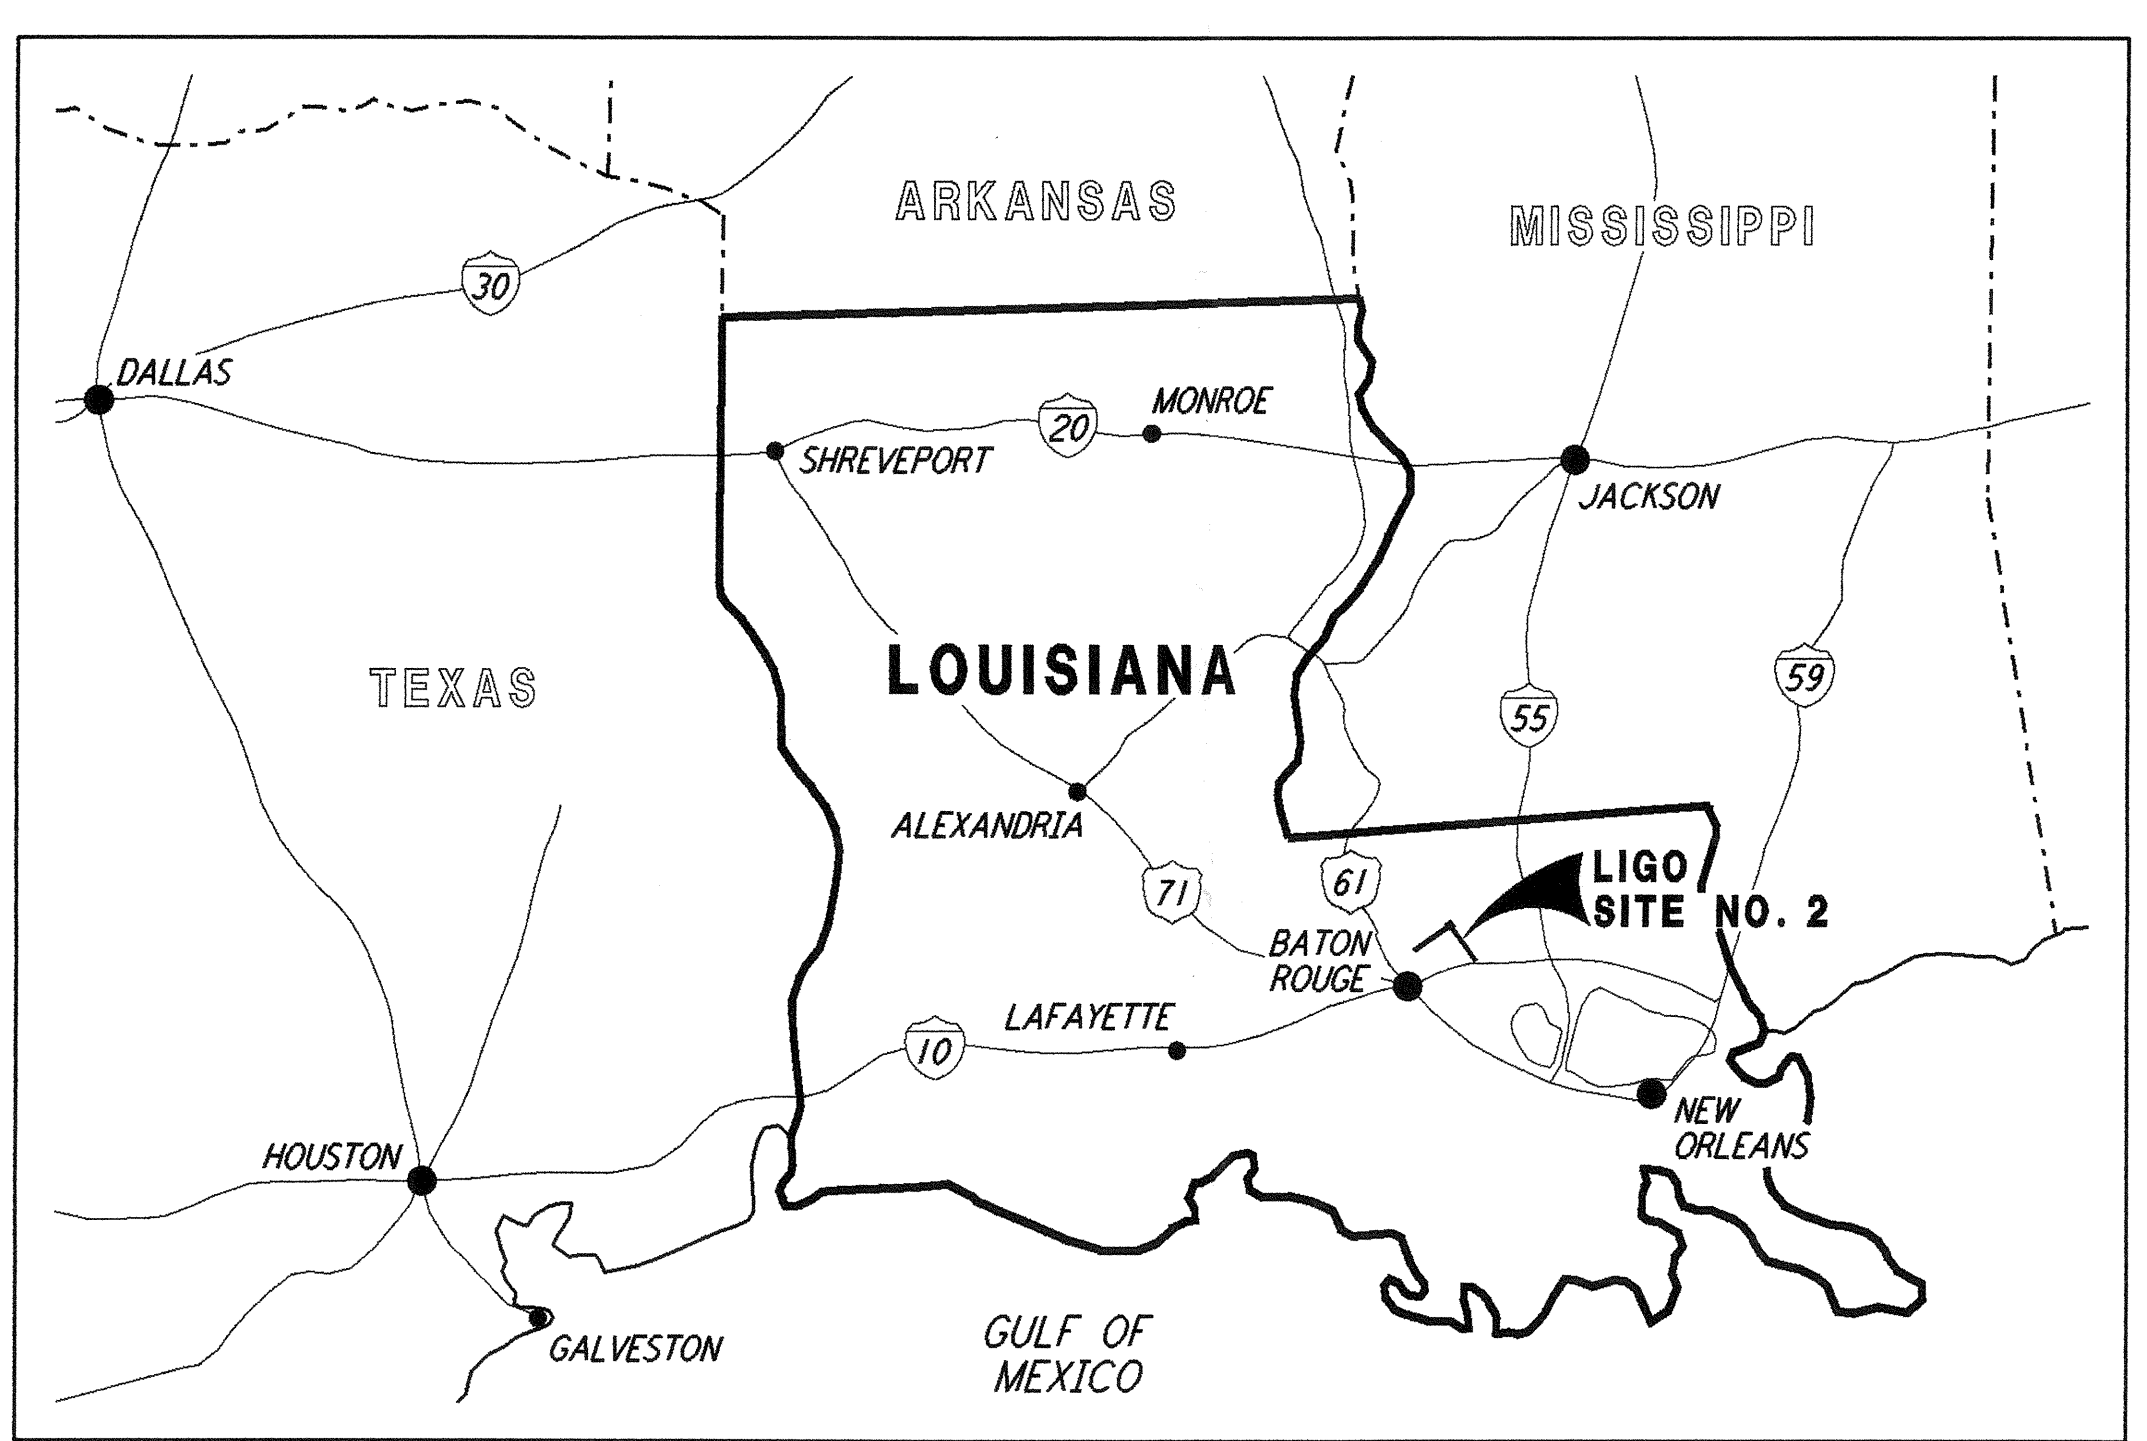 ARKANSAS
MISSISSIPPI
30
DALLAS
MONROE
20
SHREVEPORT
JACKSON
LOUISIANA
TEXAS
59
55
ALEXANDRIA
71
61
LIGO
SITE NO. 2
BATON
ROUGE
LAFAYETTE
10
NEW
ORLEANS
HOUSTON
GALVESTON
GULF OF
MEXICO